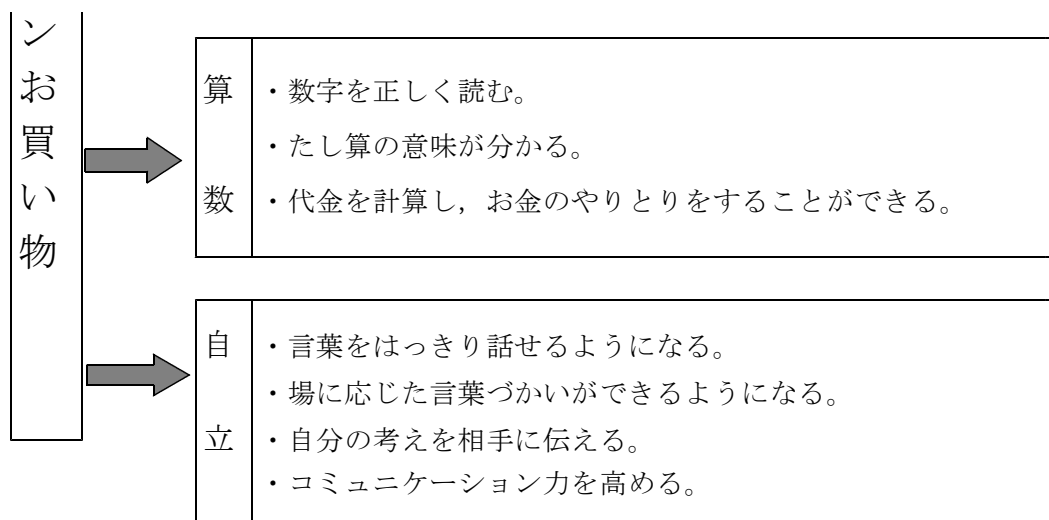 ンお買い物
算数
・数字を正しく読む。
・たし算の意味が分かる。
・代金を計算し，お金のやりとりをすることができる。
自立
・言葉をはっきり話せるようになる。
・場に応じた言葉づかいができるようになる。
・自分の考えを相手に伝える。
・コミュニケーション力を高める。